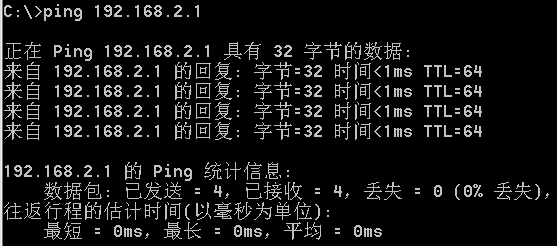 C:\>ping 192.168.2.1
正在 Ping 192.168.2.1 具有 32 字节的数据:
来自 192.168.2.1 的回复: 字节=32 时间<1ms TTL=64
来自 192.168.2.1 的回复: 字节=32 时间<1ms TTL=64
来自 192.168.2.1 的回复: 字节=32 时间<1ms TTL=64
来自 192.168.2.1 的回复: 字节=32 时间<1ms TTL=64
192.168.2.1 的 Ping 统计信息:
数据包: 已发送 = 4，已接收 = 4，丢失 = 0 (0% 丢失)，
往返行程的估计时间(以毫秒为单位):
最短 = 0ms，最长 = 0ms，平均 = 0ms